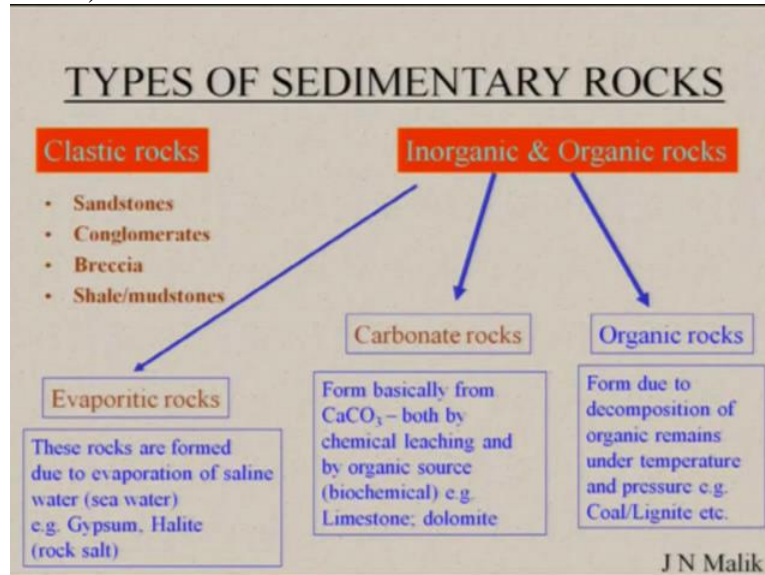 TYPES OF SEDIMENTARY ROCKS
Clastic rocks
• Sandstones
• Conglomerates
• Breccia
• Shale/mudstones
Inorganic & Organic rocks
Evaporitic rocks
These rocks are formed
due to evaporation of saline
water (sea water)
e.g. Gypsum, Halite
(rock salt)
Carbonate rocks
Form basically from
CaCO₃ – both by
chemical leaching and
by organic source
(biochemical) e.g.
Limestone; dolomite
Organic rocks
Form due to
decomposition of
organic remains
under temperature
and pressure e.g.
Coal/Lignite etc.
J N Malik